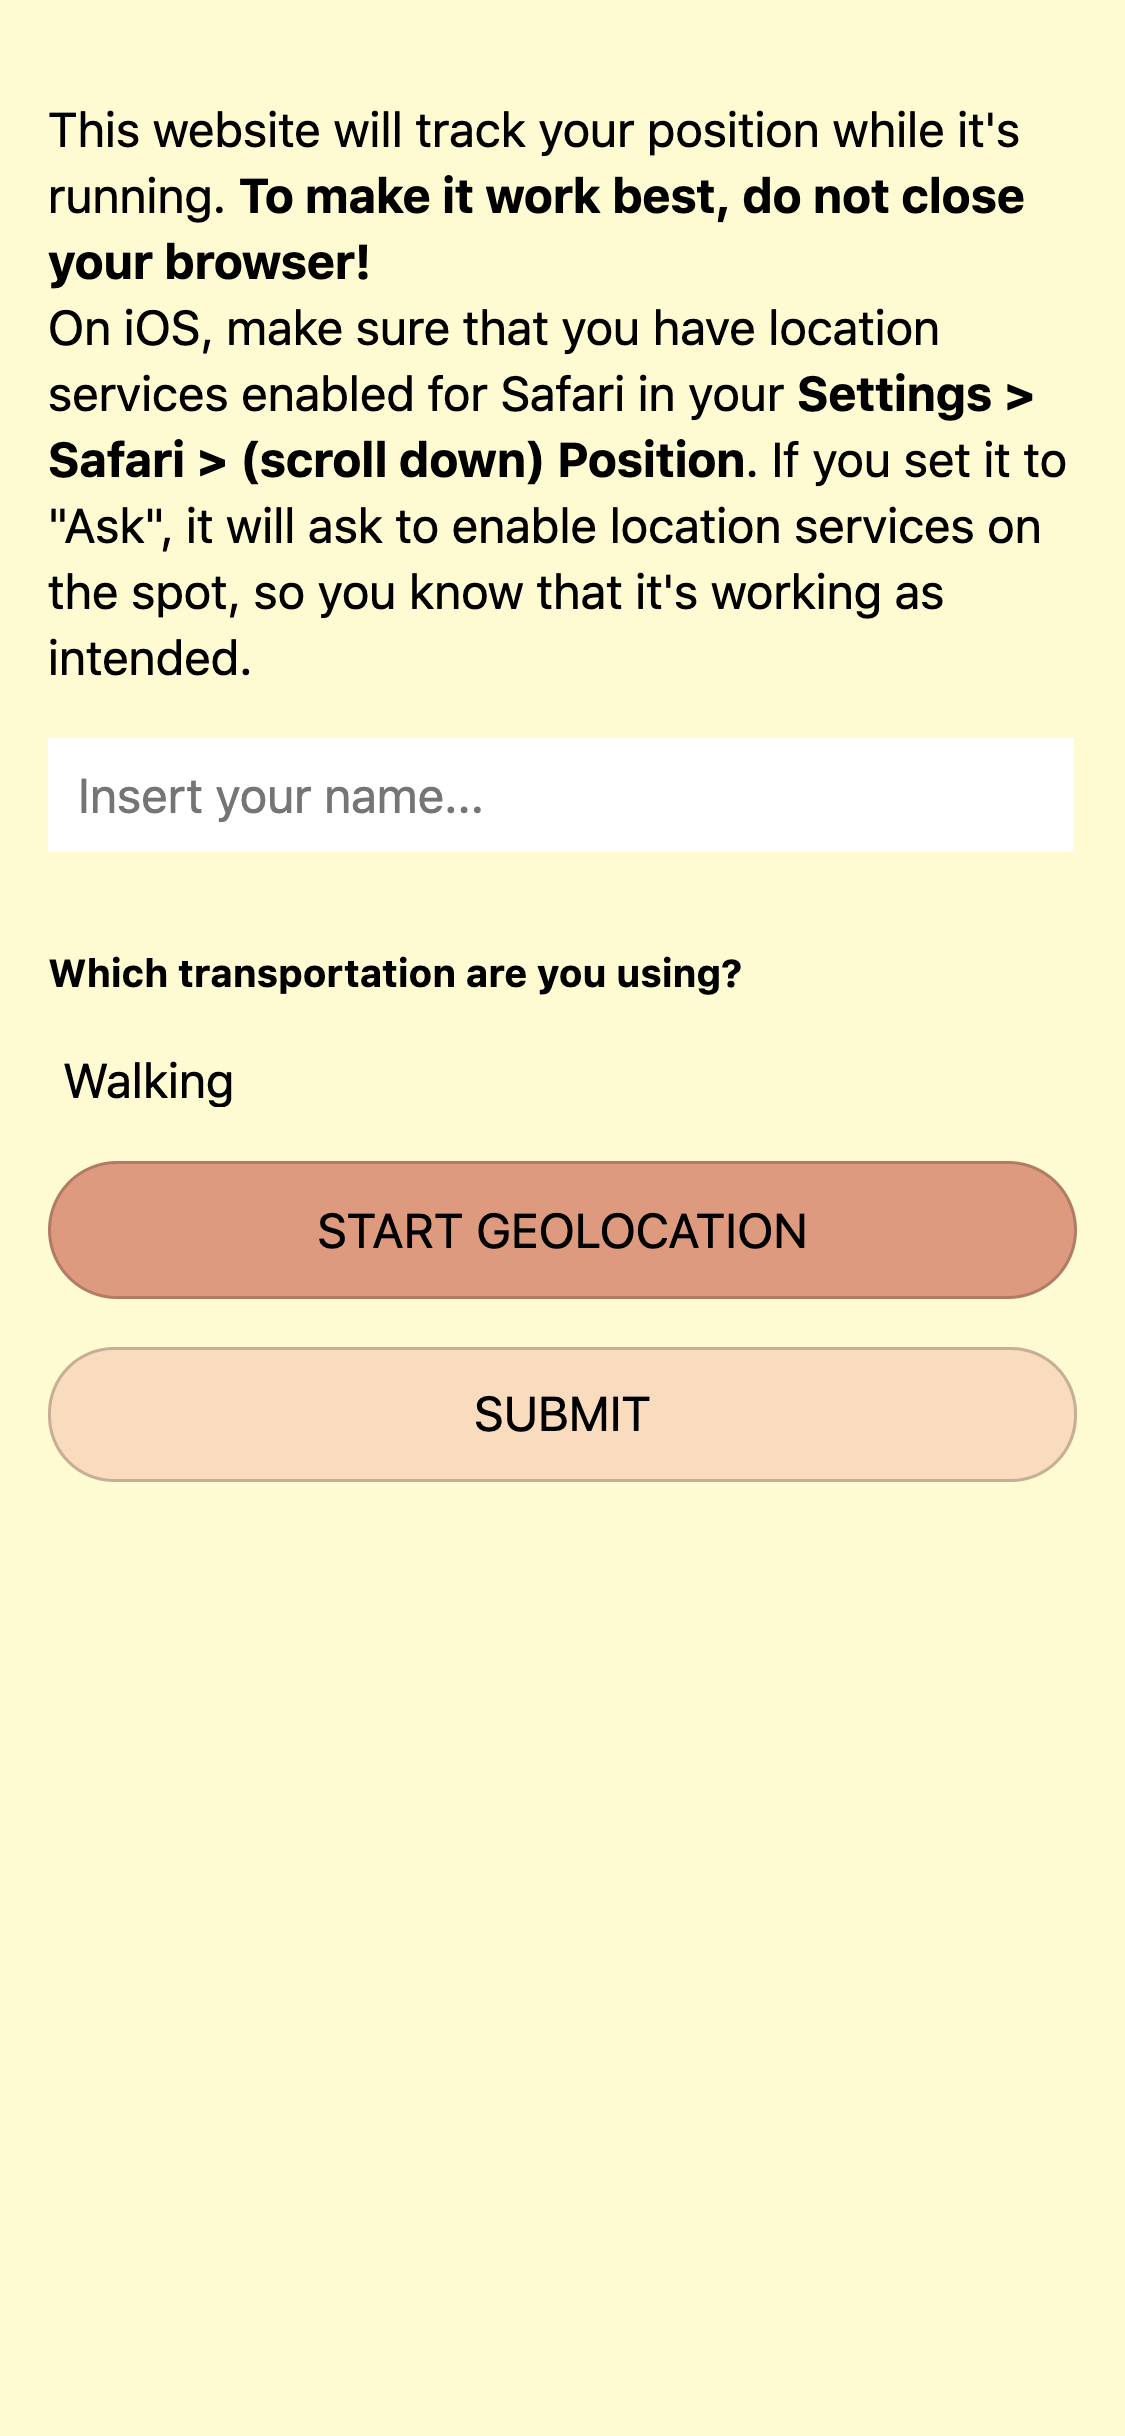 This website will track your position while it's
running. To make it work best, do not close
your browser!
On iOS, make sure that you have location
services enabled for Safari in your Settings >
Safari > (scroll down) Position. If you set it to
"Ask", it will ask to enable location services on
the spot, so you know that it's working as
intended.
Insert your name...
Which transportation are you using?
Walking
START GEOLOCATION
SUBMIT